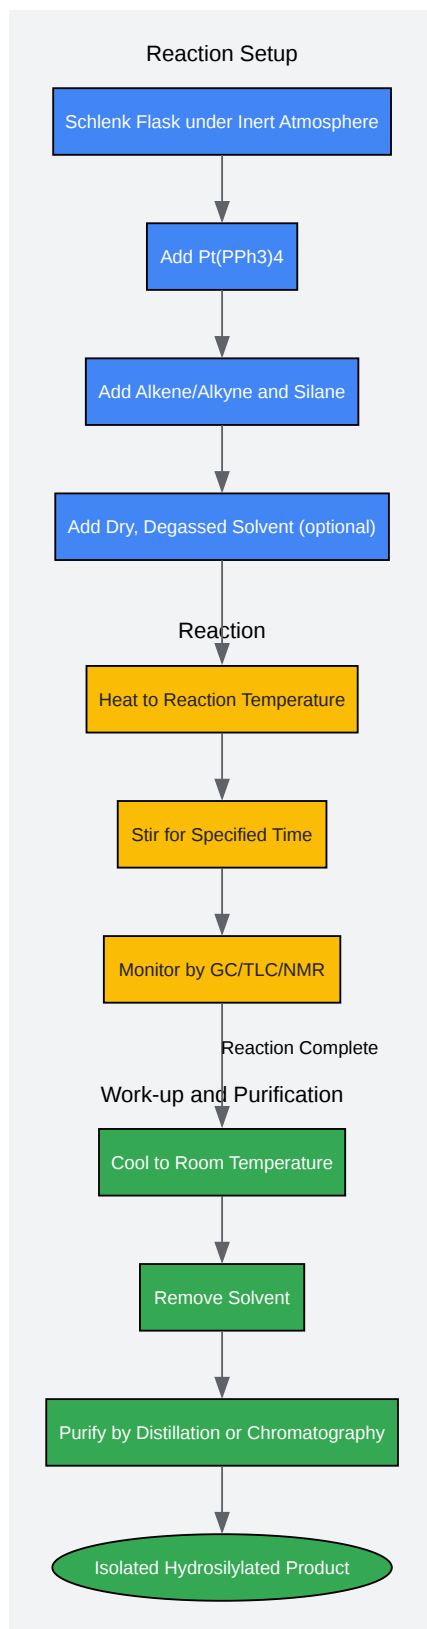 Reaction Setup
Schlenk Flask under Inert Atmosphere
Add Pt(PPh3)4
Add Alkene/Alkyne and Silane
Add Dry, Degassed Solvent (optional)
Reaction
Heat to Reaction Temperature
Stir for Specified Time
Monitor by GC/TLC/NMR
Reaction Complete
Work-up and Purification
Cool to Room Temperature
Remove Solvent
Purify by Distillation or Chromatography
Isolated Hydrosilylated Product